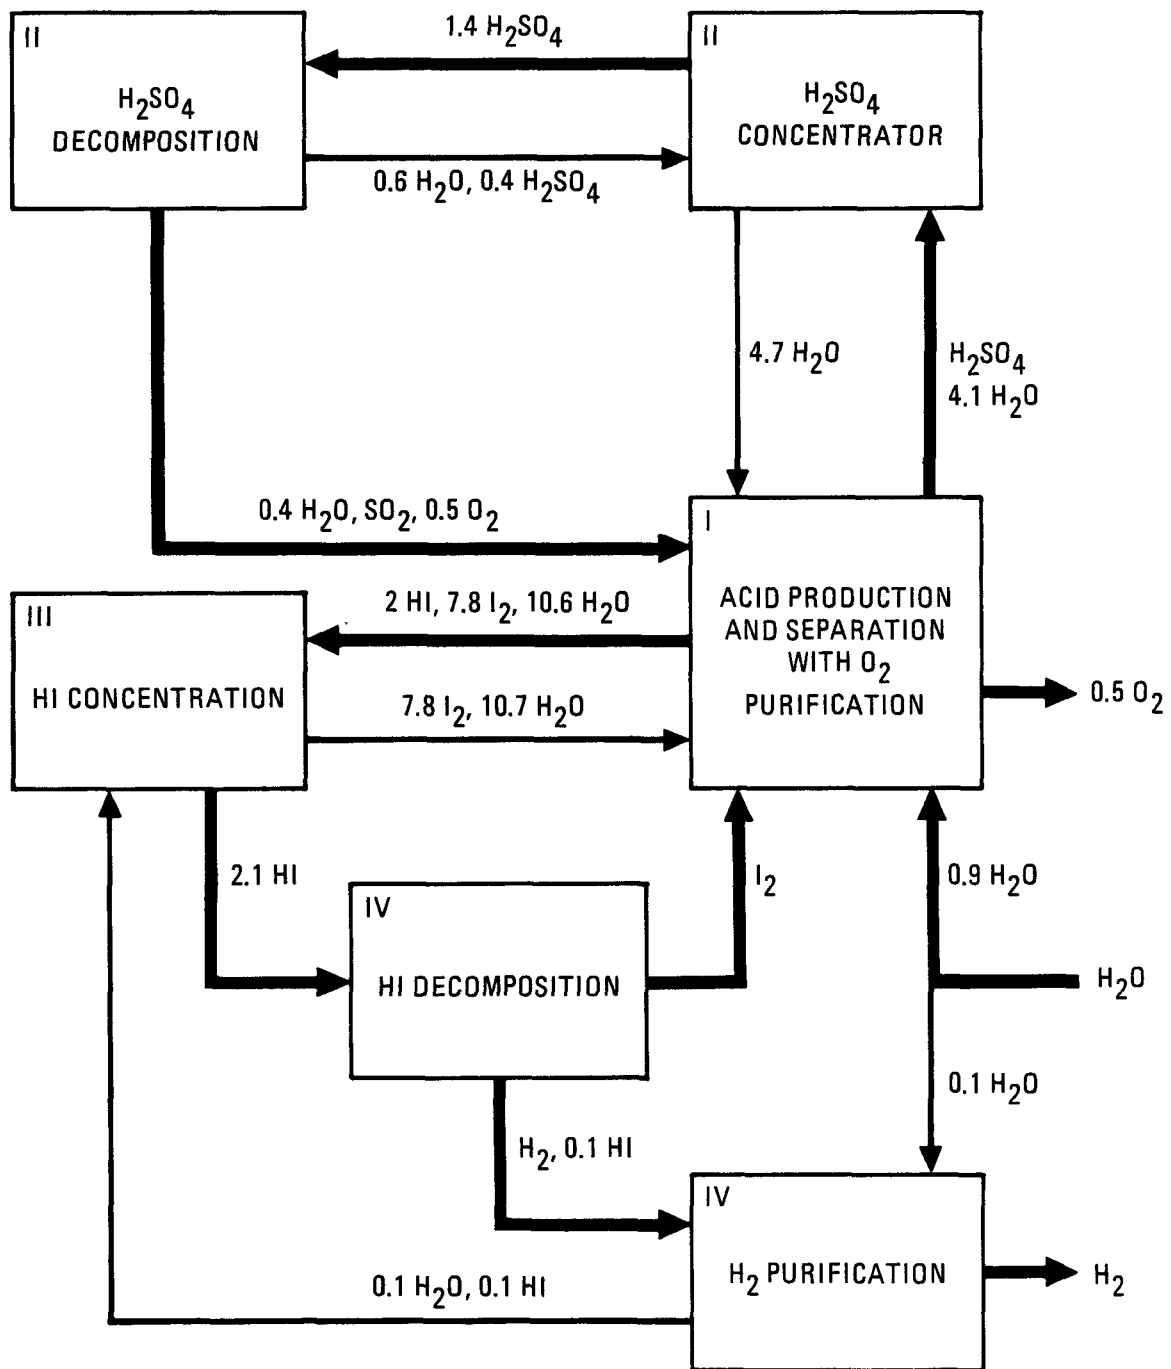 II
H₂SO₄
DECOMPOSITION
1.4 H₂SO₄
0.6 H₂O, 0.4 H₂SO₄
II
H₂SO₄
CONCENTRATOR
4.7 H₂O
H₂SO₄
4.1 H₂O
0.4 H₂O, SO₂, 0.5 O₂
I
ACID PRODUCTION
AND SEPARATION
WITH O₂
PURIFICATION
0.5 O₂
III
HI CONCENTRATION
2 HI, 7.8 I₂, 10.6 H₂O
7.8 I₂, 10.7 H₂O
2.1 HI
IV
HI DECOMPOSITION
I₂
0.9 H₂O
H₂O
0.1 H₂O
H₂, 0.1 HI
IV
H₂ PURIFICATION
H₂
0.1 H₂O, 0.1 HI